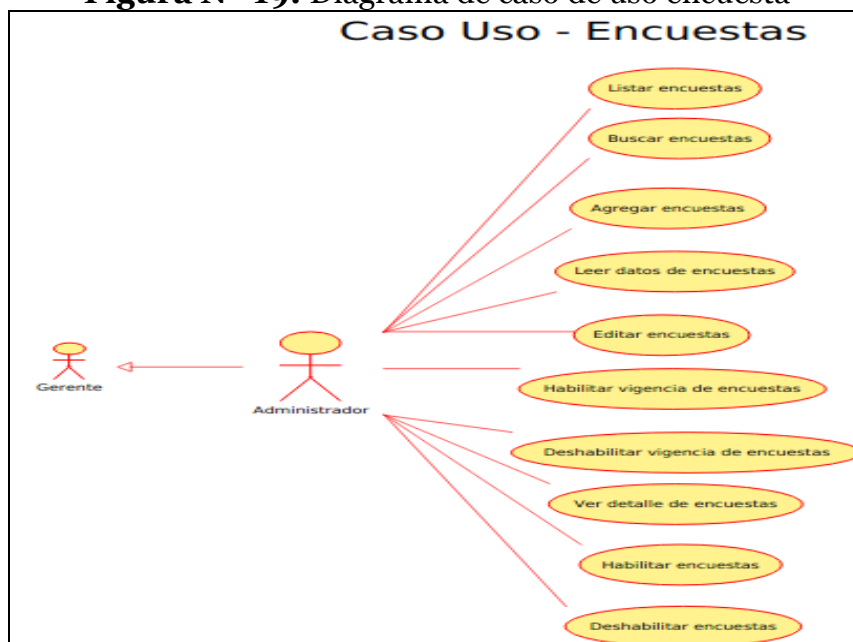 Figura N° 19. Diagrama de caso de uso encuesta
Caso Uso - Encuestas
Listar encuestas
Buscar encuestas
Agregar encuestas
Leer datos de encuestas
Editar encuestas
Gerente
Administrador
Habilitar vigencia de encuestas
Deshabilitar vigencia de encuestas
Ver detalle de encuestas
Habilitar encuestas
Deshabilitar encuestas